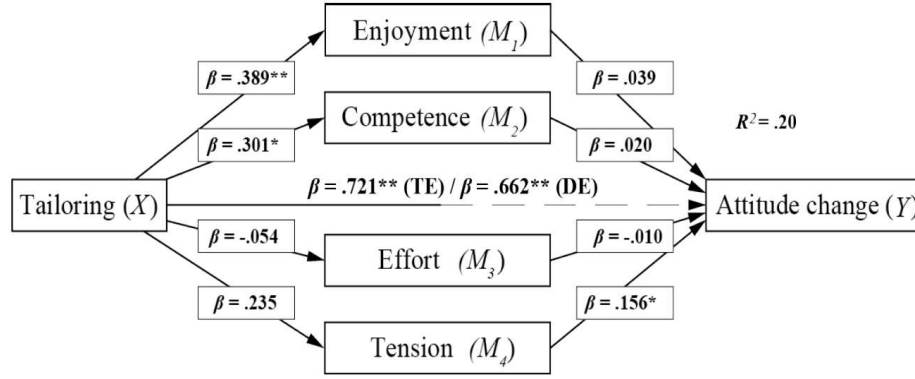 Enjoyment (M₁)
β = .389**
β = .039
Competence (M₂)
R² = .20
β = .301*
β = .020
β = .721** (TE) / β = .662** (DE)
Tailoring (X)
Attitude change (Y)
β = -.054
β = -.010
Effort (M₃)
β = .235
β = .156*
Tension (M₄)